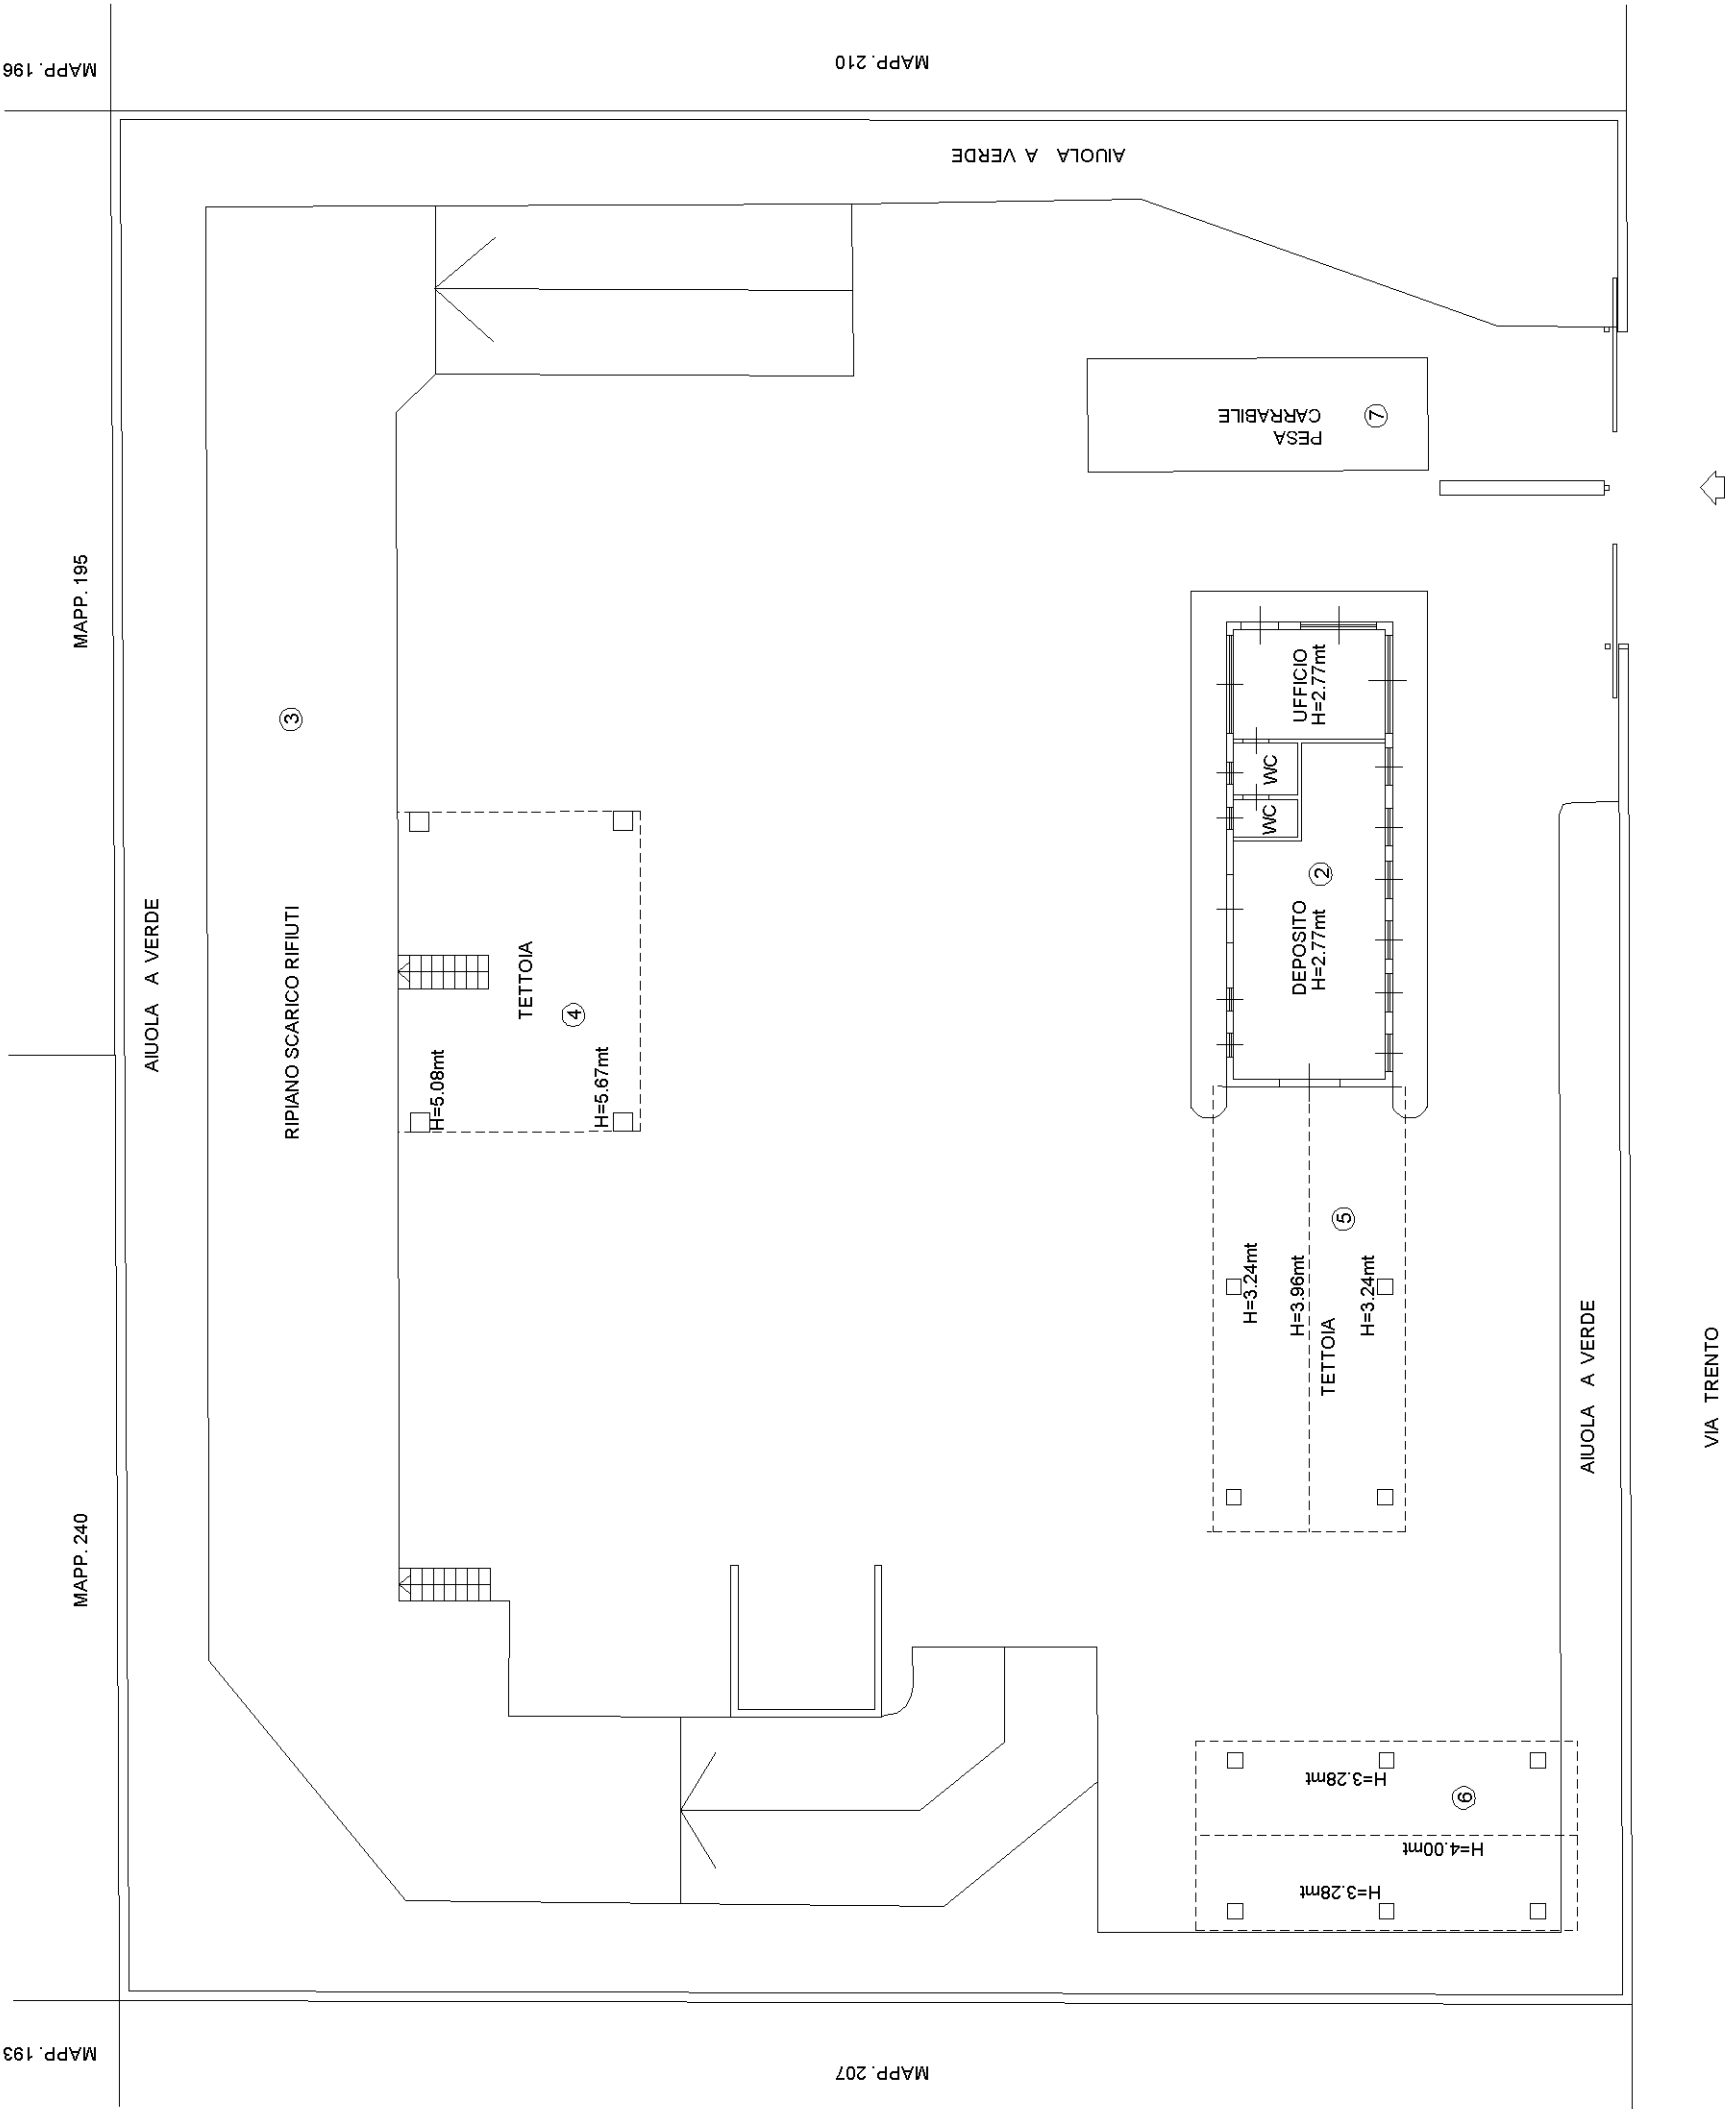 MAPP. 196
MAPP. 210
AIUOLA A VERDE
PESA
CARRABILE
7
MAPP. 195
3
UFFICIO
H=2.77mt
WC
WC
2
DEPOSITO
H=2.77mt
AIUOLA A VERDE
RIPIANO SCARICO RIFIUTI
TETTOIA
4
H=5.08mt
H=5.67mt
5
H=3.24mt
H=3.96mt
H=3.24mt
TETTOIA
AIUOLA A VERDE
VIA TRENTO
MAPP. 240
H=3.28mt
6
H=4.00mt
H=3.28mt
MAPP. 193
MAPP. 207